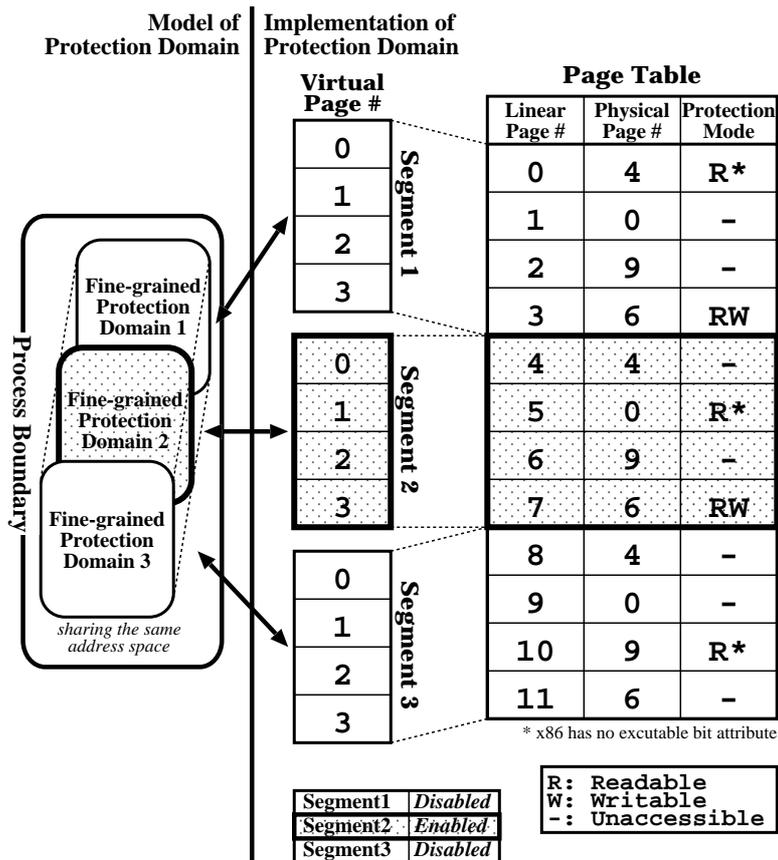 Model of
Protection Domain
Implementation of
Protection Domain
Process Boundary
Fine-grained
Protection
Domain 1
Fine-grained
Protection
Domain 2
Fine-grained
Protection
Domain 3
sharing the same
address space
Virtual
Page #
0
1
2
3
Segment 1
0
1
2
3
Segment 2
0
1
2
3
Segment 3
Page Table
Linear Page # Physical Page # Protection Mode
0 4 R*
1 0 -
2 9 -
3 6 RW
4 4 -
5 0 R*
6 9 -
7 6 RW
8 4 -
9 0 -
10 9 R*
11 6 -
* x86 has no excutable bit attribute
Segment1 Disabled
Segment2 Enabled
Segment3 Disabled
R: Readable
W: Writable
-: Unaccessible